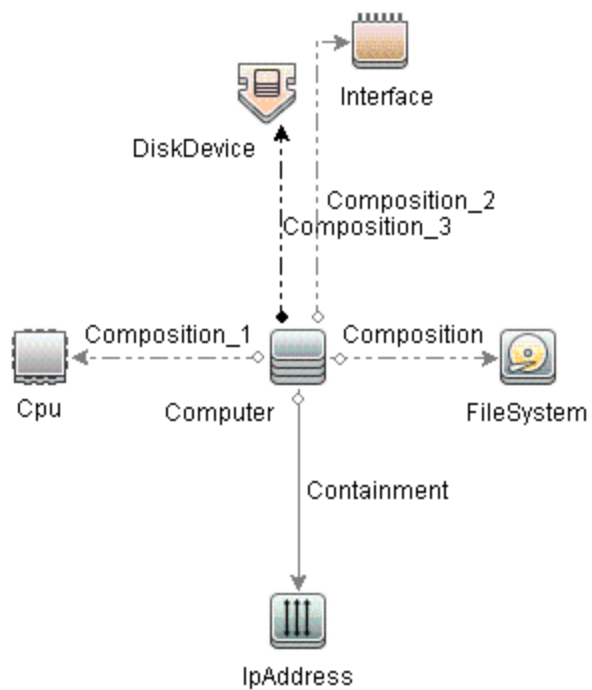 Interface
DiskDevice
Composition_2
Composition_3
Composition_1
Composition
Cpu
Computer
FileSystem
Containment
IpAddress